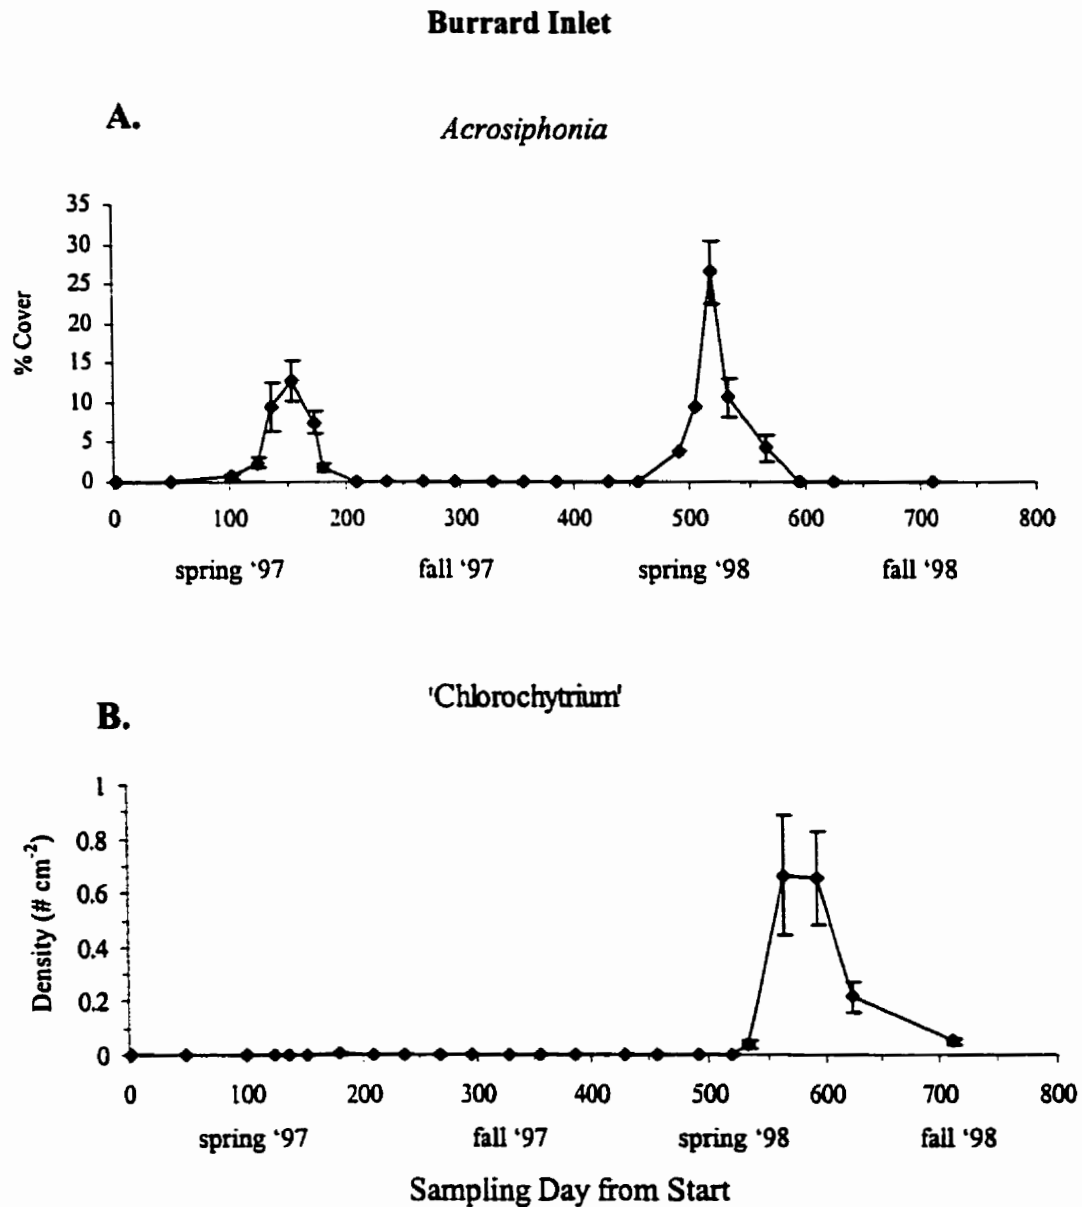 Burrard Inlet
A.
Acrosiphonia
35
30
25
20
15
10
5
0
% Cover
0 100 200 300 400 500 600 700 800
spring ‘97 fall ‘97 spring ‘98 fall ‘98
'Chlorochytrium'
B.
1
0.8
0.6
0.4
0.2
0
Density (# cm-2)
0 100 200 300 400 500 600 700 800
spring ‘97 fall ‘97 spring ‘98 fall ‘98
Sampling Day from Start